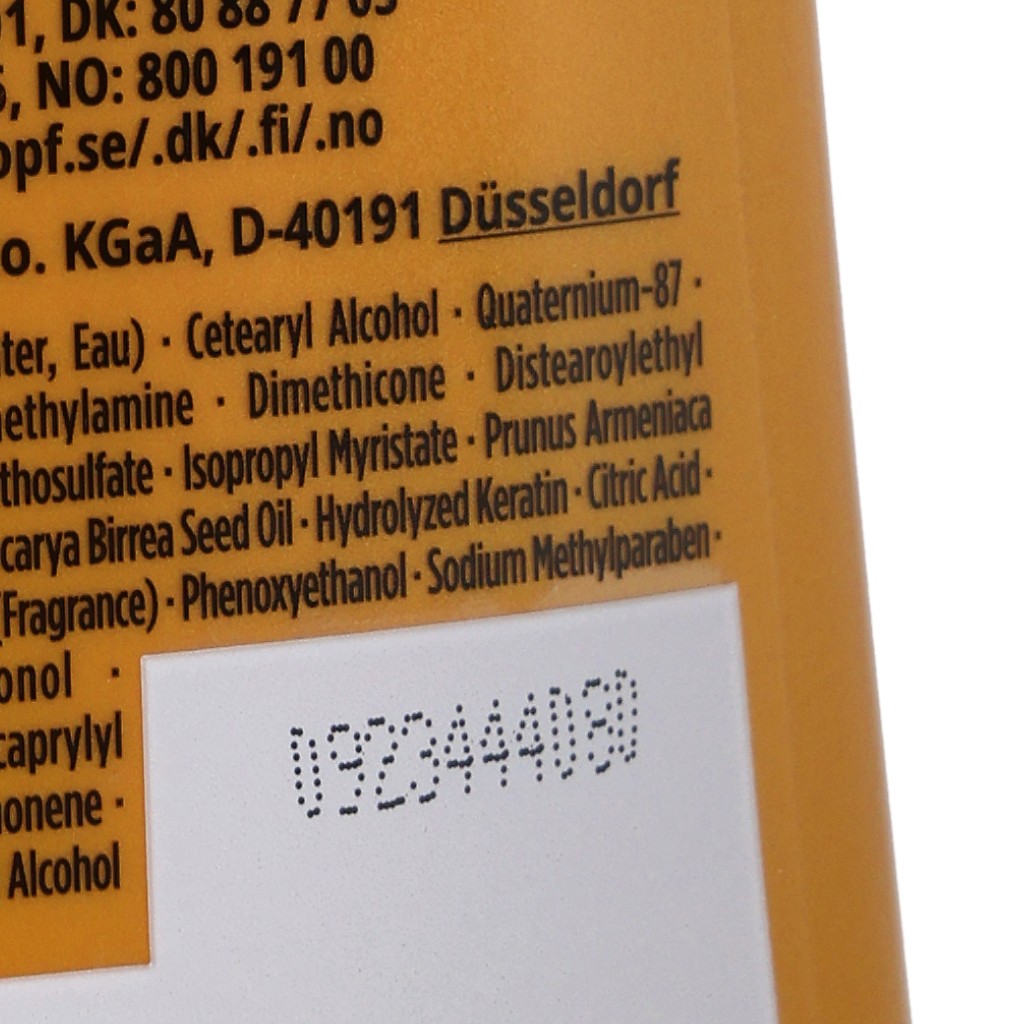 1, DK: 80 88 77 05
, NO: 800 191 00
opf.se/.dk/.fi/.no
o. KGaA, D-40191 Düsseldorf
ter, Eau) · Cetearyl Alcohol · Quaternium-87 ·
ethylamine · Dimethicone · Distearoylethyl
thosulfate · Isopropyl Myristate · Prunus Armeniaca
carya Birrea Seed Oil · Hydrolyzed Keratin · Citric Acid ·
(Fragrance) · Phenoxyethanol · Sodium Methylparaben ·
onol ·
caprylyl
onene ·
Alcohol
0923444080